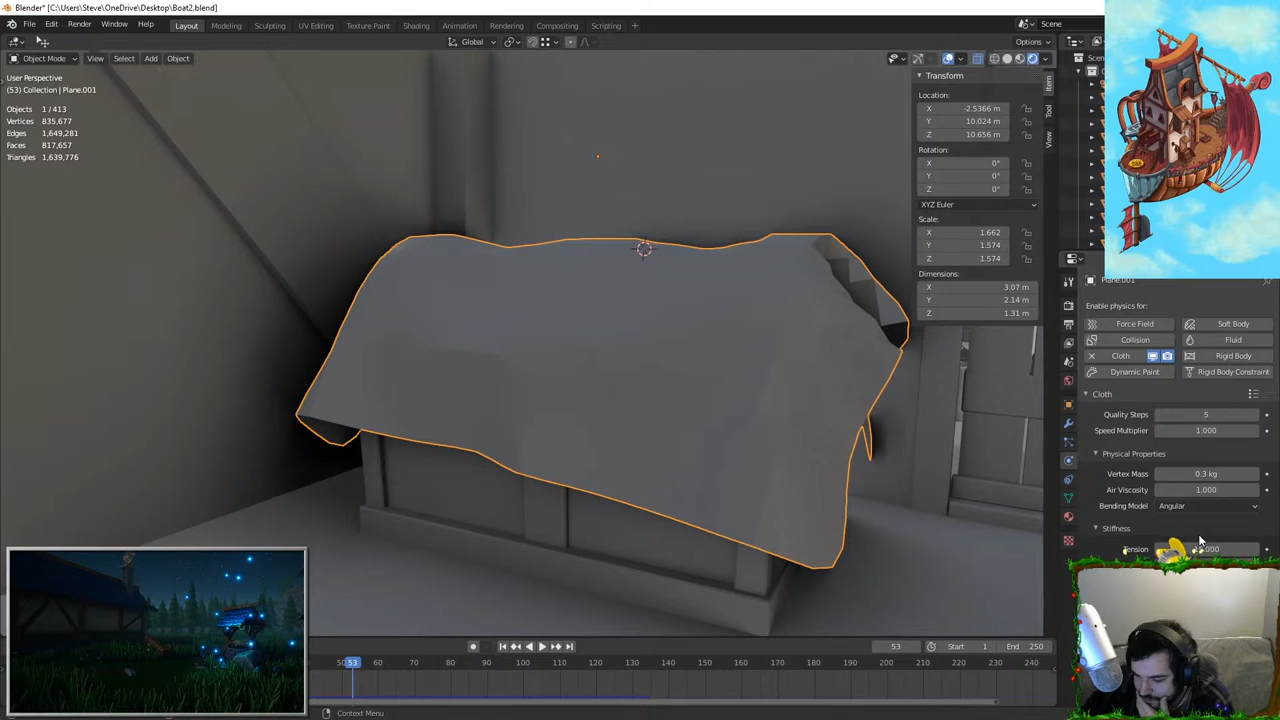 Blender* [C:\Users\Steve\OneDrive\Desktop\Boat2.blend]
File Edit Render Window Help Layout Modeling Sculpting UV Editing Texture Paint Shading Animation Rendering Compositing Scripting + Scene
Global Options
Object Mode View Select Add Object
User Perspective
(53) Collection | Plane.001
Objects 1 / 413
Vertices 835,677
Edges 1,649,281
Faces 817,657
Triangles 1,639,776
Transform
Location:
X -2.5366 m
Y 10.024 m
Z 10.656 m
Rotation:
X 0°
Y 0°
Z 0°
XYZ Euler
Scale:
X 1.662
Y 1.574
Z 1.574
Dimensions:
X 3.07 m
Y 2.14 m
Z 1.31 m
Item
Tool
View
Plane.001
Enable physics for:
Force Field Soft Body
Collision Fluid
Cloth Rigid Body
Dynamic Paint Rigid Body Constraint
Cloth
Quality Steps 5
Speed Multiplier 1.000
Physical Properties
Vertex Mass 0.3 kg
Air Viscosity 1.000
Bending Model Angular
Stiffness
Tension
53 Start 1 End 250
53 60 70 80 90 100 110 120 130 140 150 160 170 180 190 200 210 220 230 240 250
Context Menu